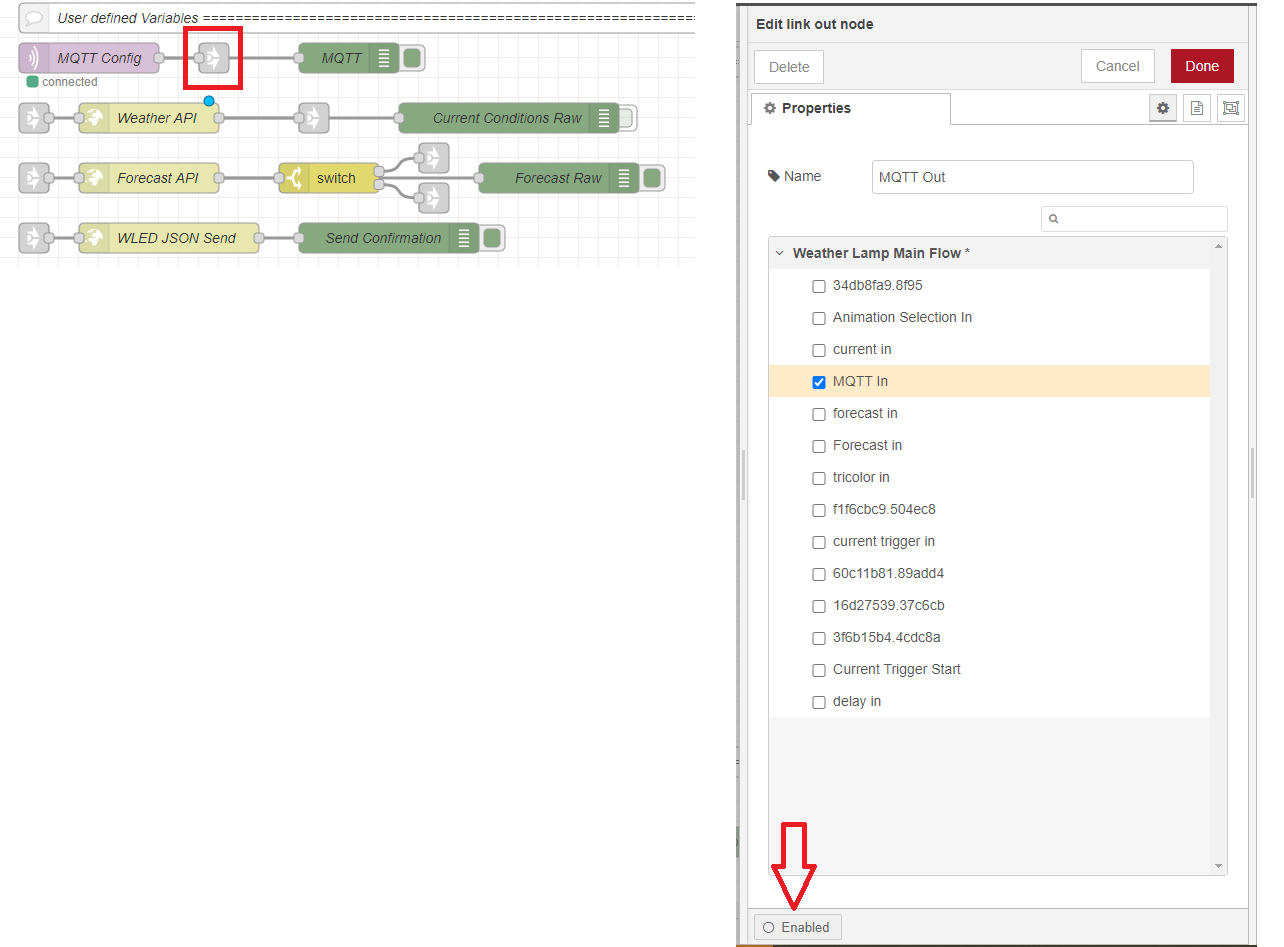 User defined Variables ================================================================
MQTT Config
MQTT
connected
Weather API
Current Conditions Raw
Forecast API
switch
Forecast Raw
WLED JSON Send
Send Confirmation
Edit link out node
Delete
Cancel
Done
Properties
Name
MQTT Out
Weather Lamp Main Flow *
34db8fa9.8f95
Animation Selection In
current in
MQTT In
forecast in
Forecast in
tricolor in
f1f6cbc9.504ec8
current trigger in
60c11b81.89add4
16d27539.37c6cb
3f6b15b4.4cdc8a
Current Trigger Start
delay in
Enabled